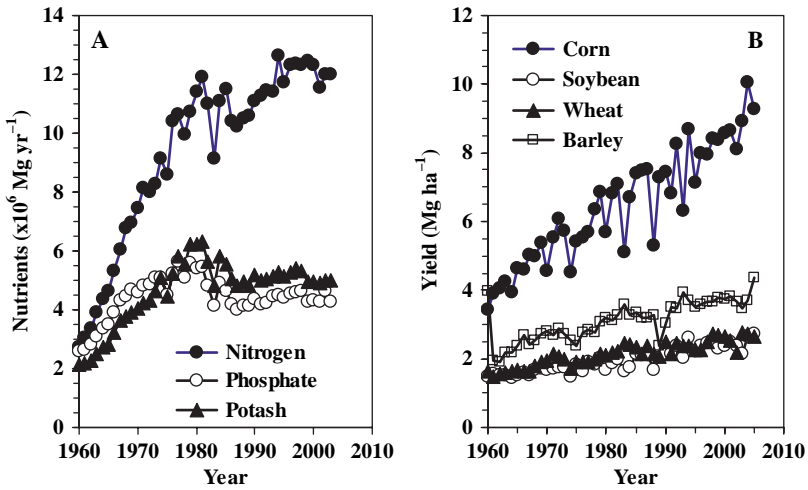 A
B
Nutrients (x10⁶ Mg yr⁻¹)
14
12
10
8
6
4
2
0
Nitrogen
Phosphate
Potash
1960 1970 1980 1990 2000 2010
Year
Yield (Mg ha⁻¹)
12
10
8
6
4
2
0
Corn
Soybean
Wheat
Barley
1960 1970 1980 1990 2000 2010
Year